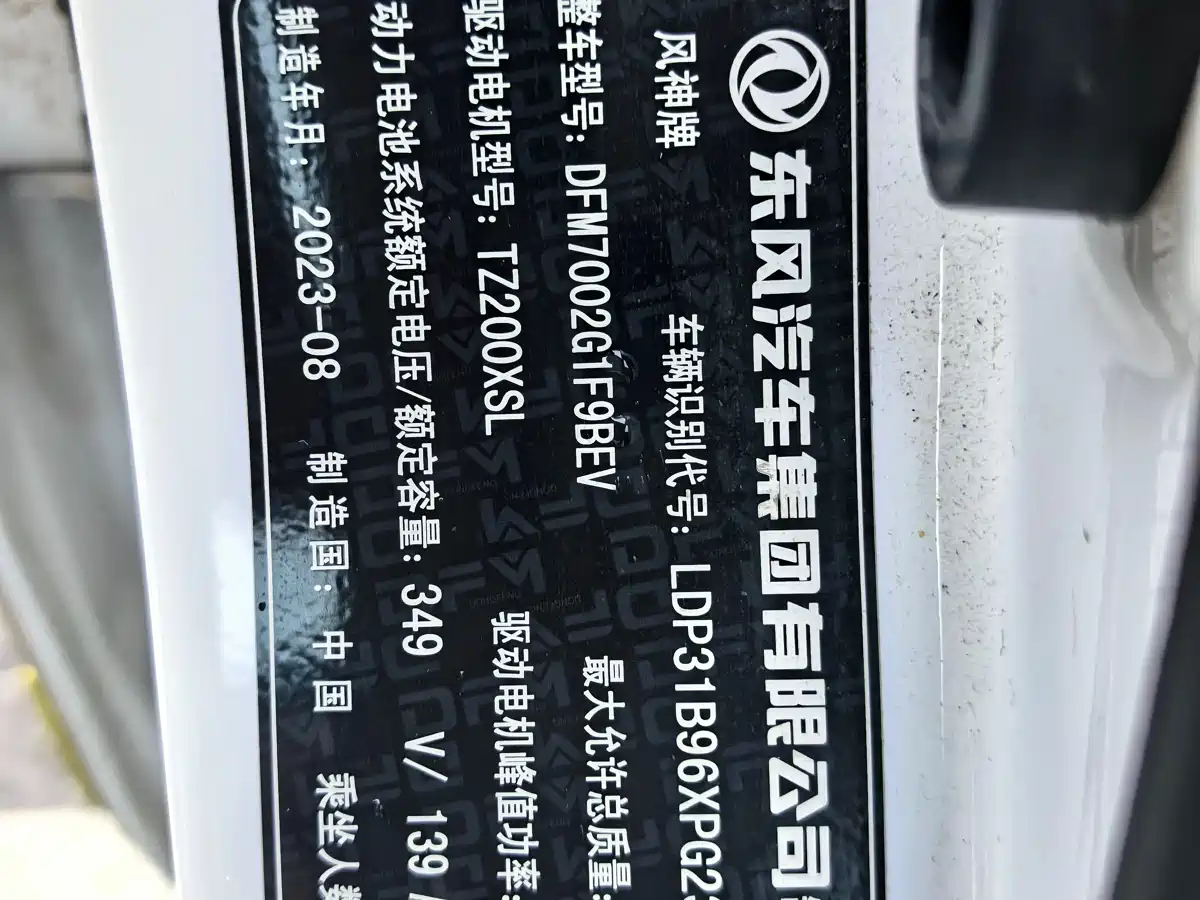 东风汽车集团有限公司
风神牌 车辆识别代号: LDP31B96XPG23
整车型号: DFM7002G1F9BEV 最大允许总质量:
驱动电机型号: TZ200XSL 驱动电机峰值功率:
动力电池系统额定电压/额定容量: 349 V/ 139 /
制造年月: 2023-08 制造国: 中国 乘坐人数